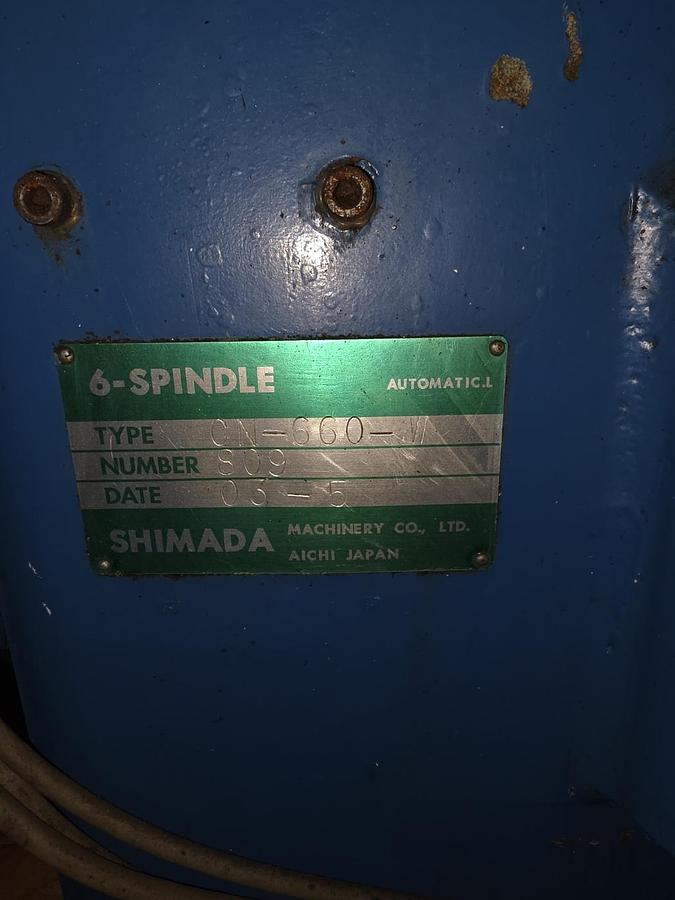 6-SPINDLE
AUTOMATIC.L
TYPE CN-660-W
NUMBER 809
DATE 03-5
SHIMADA MACHINERY CO., LTD.
AICHI JAPAN